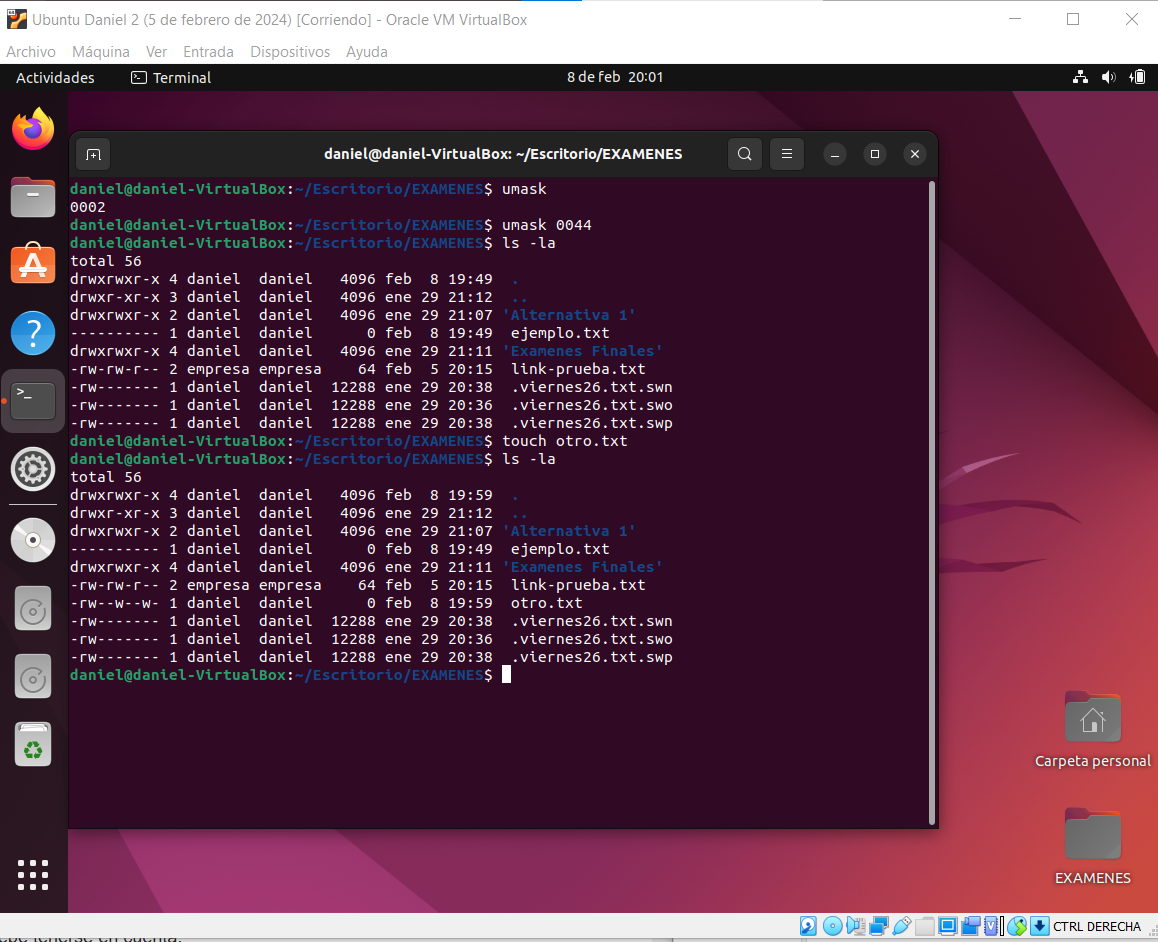 Ubuntu Daniel 2 (5 de febrero de 2024) [Corriendo] - Oracle VM VirtualBox
Archivo Máquina Ver Entrada Dispositivos Ayuda
Actividades Terminal 8 de feb 20:01
daniel@daniel-VirtualBox: ~/Escritorio/EXAMENES
daniel@daniel-VirtualBox:~/Escritorio/EXAMENES$ umask
0002
daniel@daniel-VirtualBox:~/Escritorio/EXAMENES$ umask 0044
daniel@daniel-VirtualBox:~/Escritorio/EXAMENES$ ls -la
total 56
drwxrwxr-x 4 daniel  daniel   4096 feb  8 19:49  .
drwxr-xr-x 3 daniel  daniel   4096 ene 29 21:12  ..
drwxrwxr-x 2 daniel  daniel   4096 ene 29 21:07 'Alternativa 1'
---------- 1 daniel  daniel      0 feb  8 19:49  ejemplo.txt
drwxrwxr-x 4 daniel  daniel   4096 ene 29 21:11 'Examenes Finales'
-rw-rw-r-- 2 empresa empresa    64 feb  5 20:15  link-prueba.txt
-rw------- 1 daniel  daniel  12288 ene 29 20:38  .viernes26.txt.swn
-rw------- 1 daniel  daniel  12288 ene 29 20:36  .viernes26.txt.swo
-rw------- 1 daniel  daniel  12288 ene 29 20:38  .viernes26.txt.swp
daniel@daniel-VirtualBox:~/Escritorio/EXAMENES$ touch otro.txt
daniel@daniel-VirtualBox:~/Escritorio/EXAMENES$ ls -la
total 56
drwxrwxr-x 4 daniel  daniel   4096 feb  8 19:59  .
drwxr-xr-x 3 daniel  daniel   4096 ene 29 21:12  ..
drwxrwxr-x 2 daniel  daniel   4096 ene 29 21:07 'Alternativa 1'
---------- 1 daniel  daniel      0 feb  8 19:49  ejemplo.txt
drwxrwxr-x 4 daniel  daniel   4096 ene 29 21:11 'Examenes Finales'
-rw-rw-r-- 2 empresa empresa    64 feb  5 20:15  link-prueba.txt
-rw--w--w- 1 daniel  daniel      0 feb  8 19:59  otro.txt
-rw------- 1 daniel  daniel  12288 ene 29 20:38  .viernes26.txt.swn
-rw------- 1 daniel  daniel  12288 ene 29 20:36  .viernes26.txt.swo
-rw------- 1 daniel  daniel  12288 ene 29 20:38  .viernes26.txt.swp
daniel@daniel-VirtualBox:~/Escritorio/EXAMENES$
Carpeta personal
EXAMENES
CTRL DERECHA